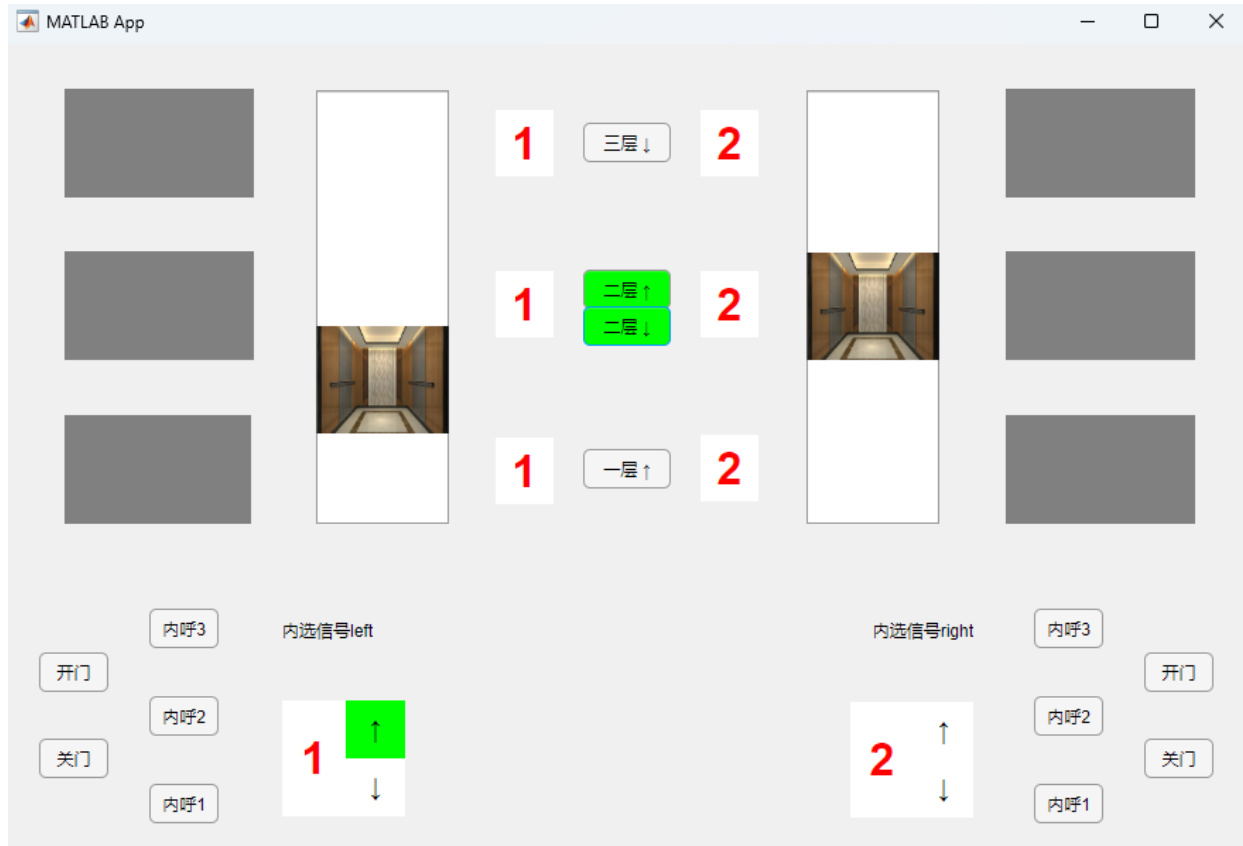 MATLAB App
1 三层↓ 2
1 二层↑ 2
二层↓
1 一层↑ 2
内呼3 内选信号left 内选信号right 内呼3
开门 开门
内呼2 1 ↑ 2 ↑ 内呼2
关门 ↓ ↓ 关门
内呼1 内呼1